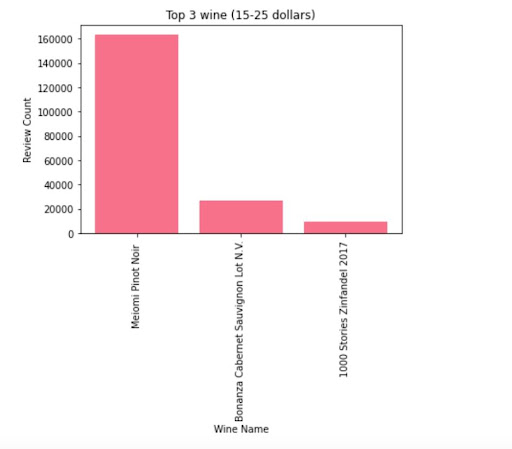 Top 3 wine (15-25 dollars)
160000
140000
120000
100000
80000
60000
40000
20000
0
Review Count
Meiomi Pinot Noir
Bonanza Cabernet Sauvignon Lot N.V.
1000 Stories Zinfandel 2017
Wine Name